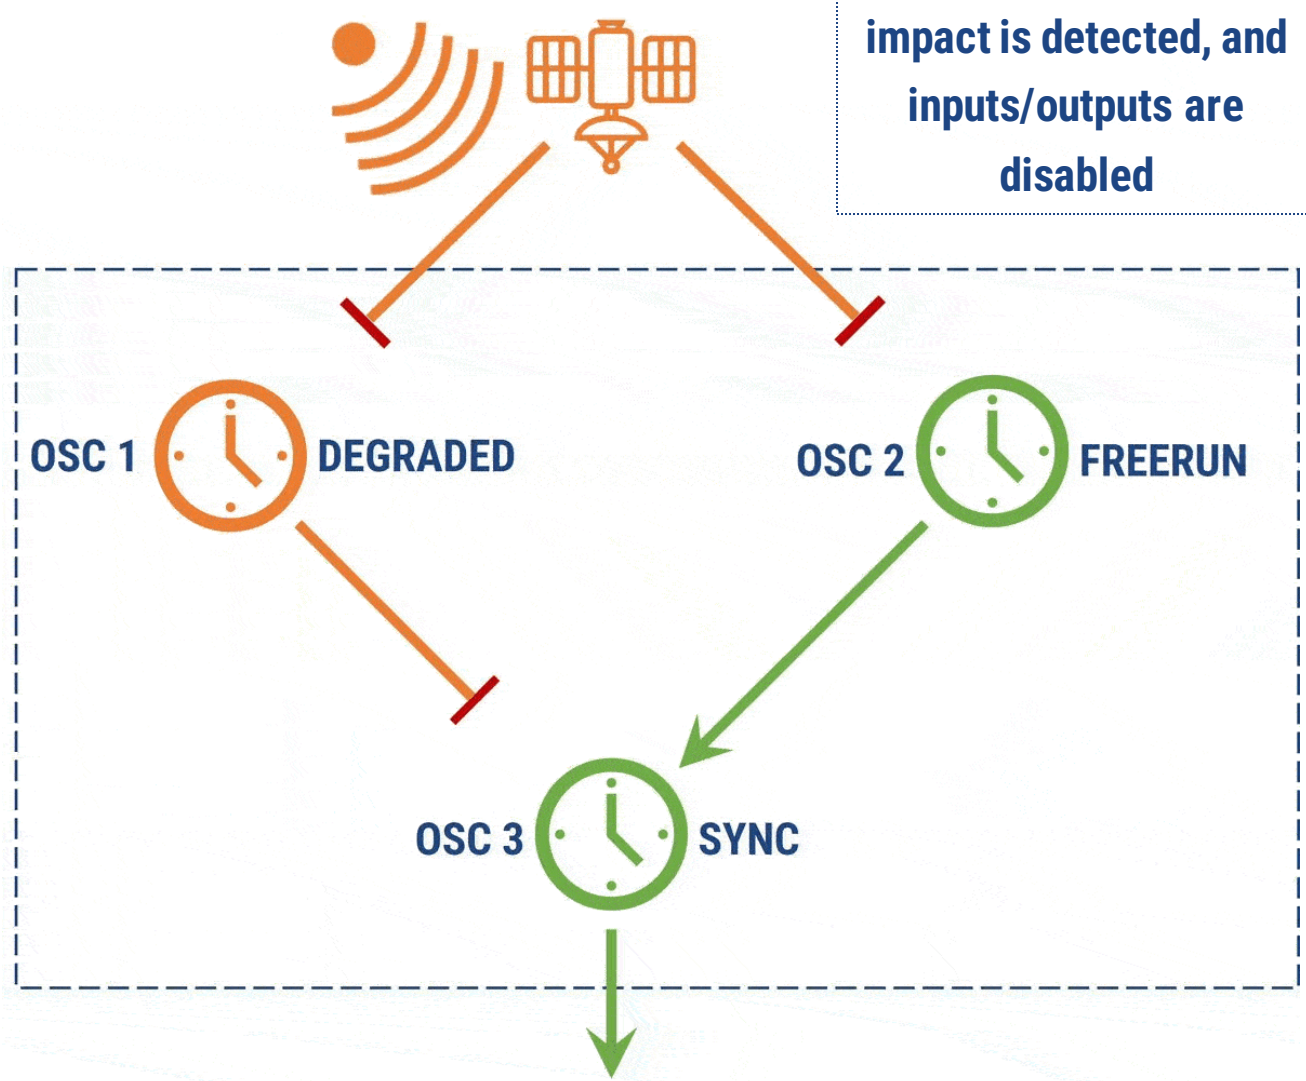 impact is detected, and
inputs/outputs are
disabled
OSC 1 DEGRADED
OSC 2 FREERUN
OSC 3 SYNC